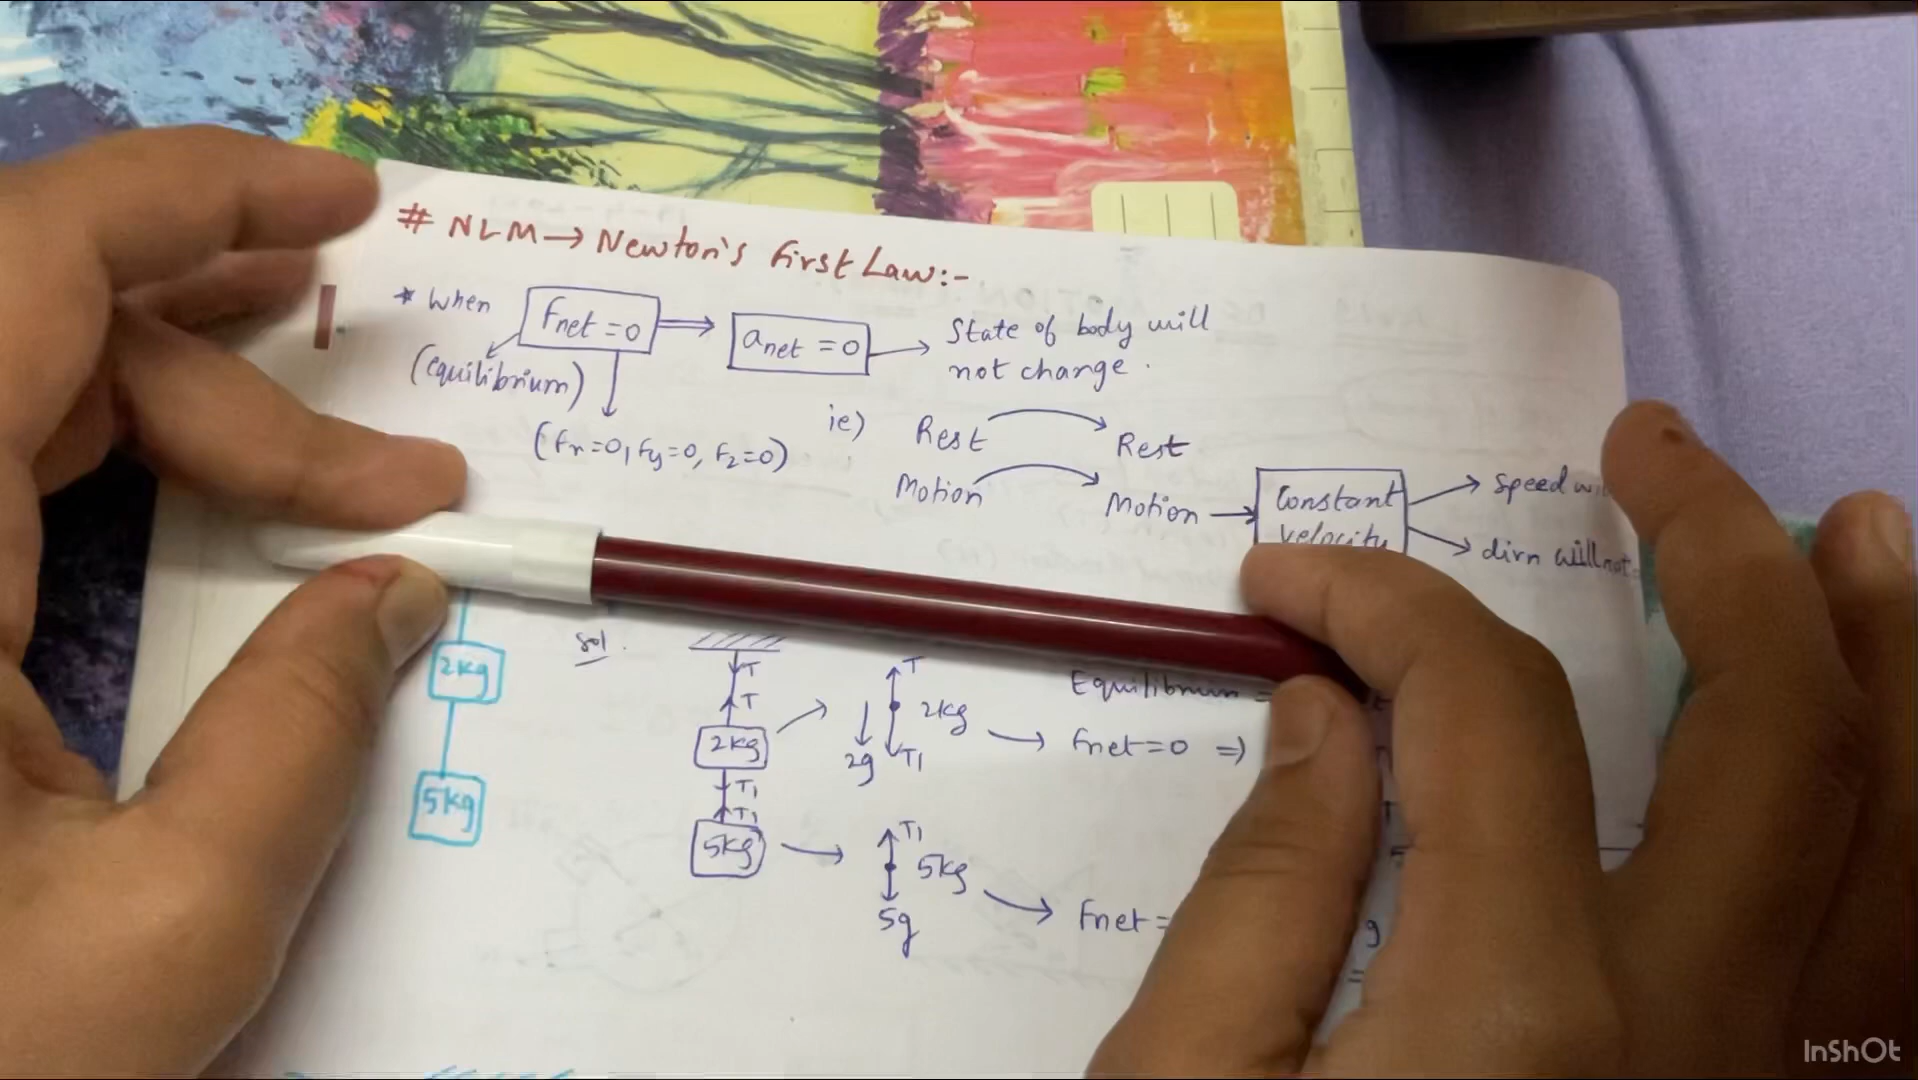 # NLM → Newton's first Law:-
* when Fnet = 0 ⇒ anet = 0 → State of body will
not change.
(equilibrium)
(Fx=0, Fy=0, Fz=0)
ie) Rest Rest
Motion Motion → Constant
velocity
speed
dirn will not
2kg
5kg
Sol.
T
T
2kg
T1
T1
5kg
T
2kg
2g T1
Equilibrium =
Fnet=0 ⇒
T1
5kg
5g
Fnet =
g
=
InShOt